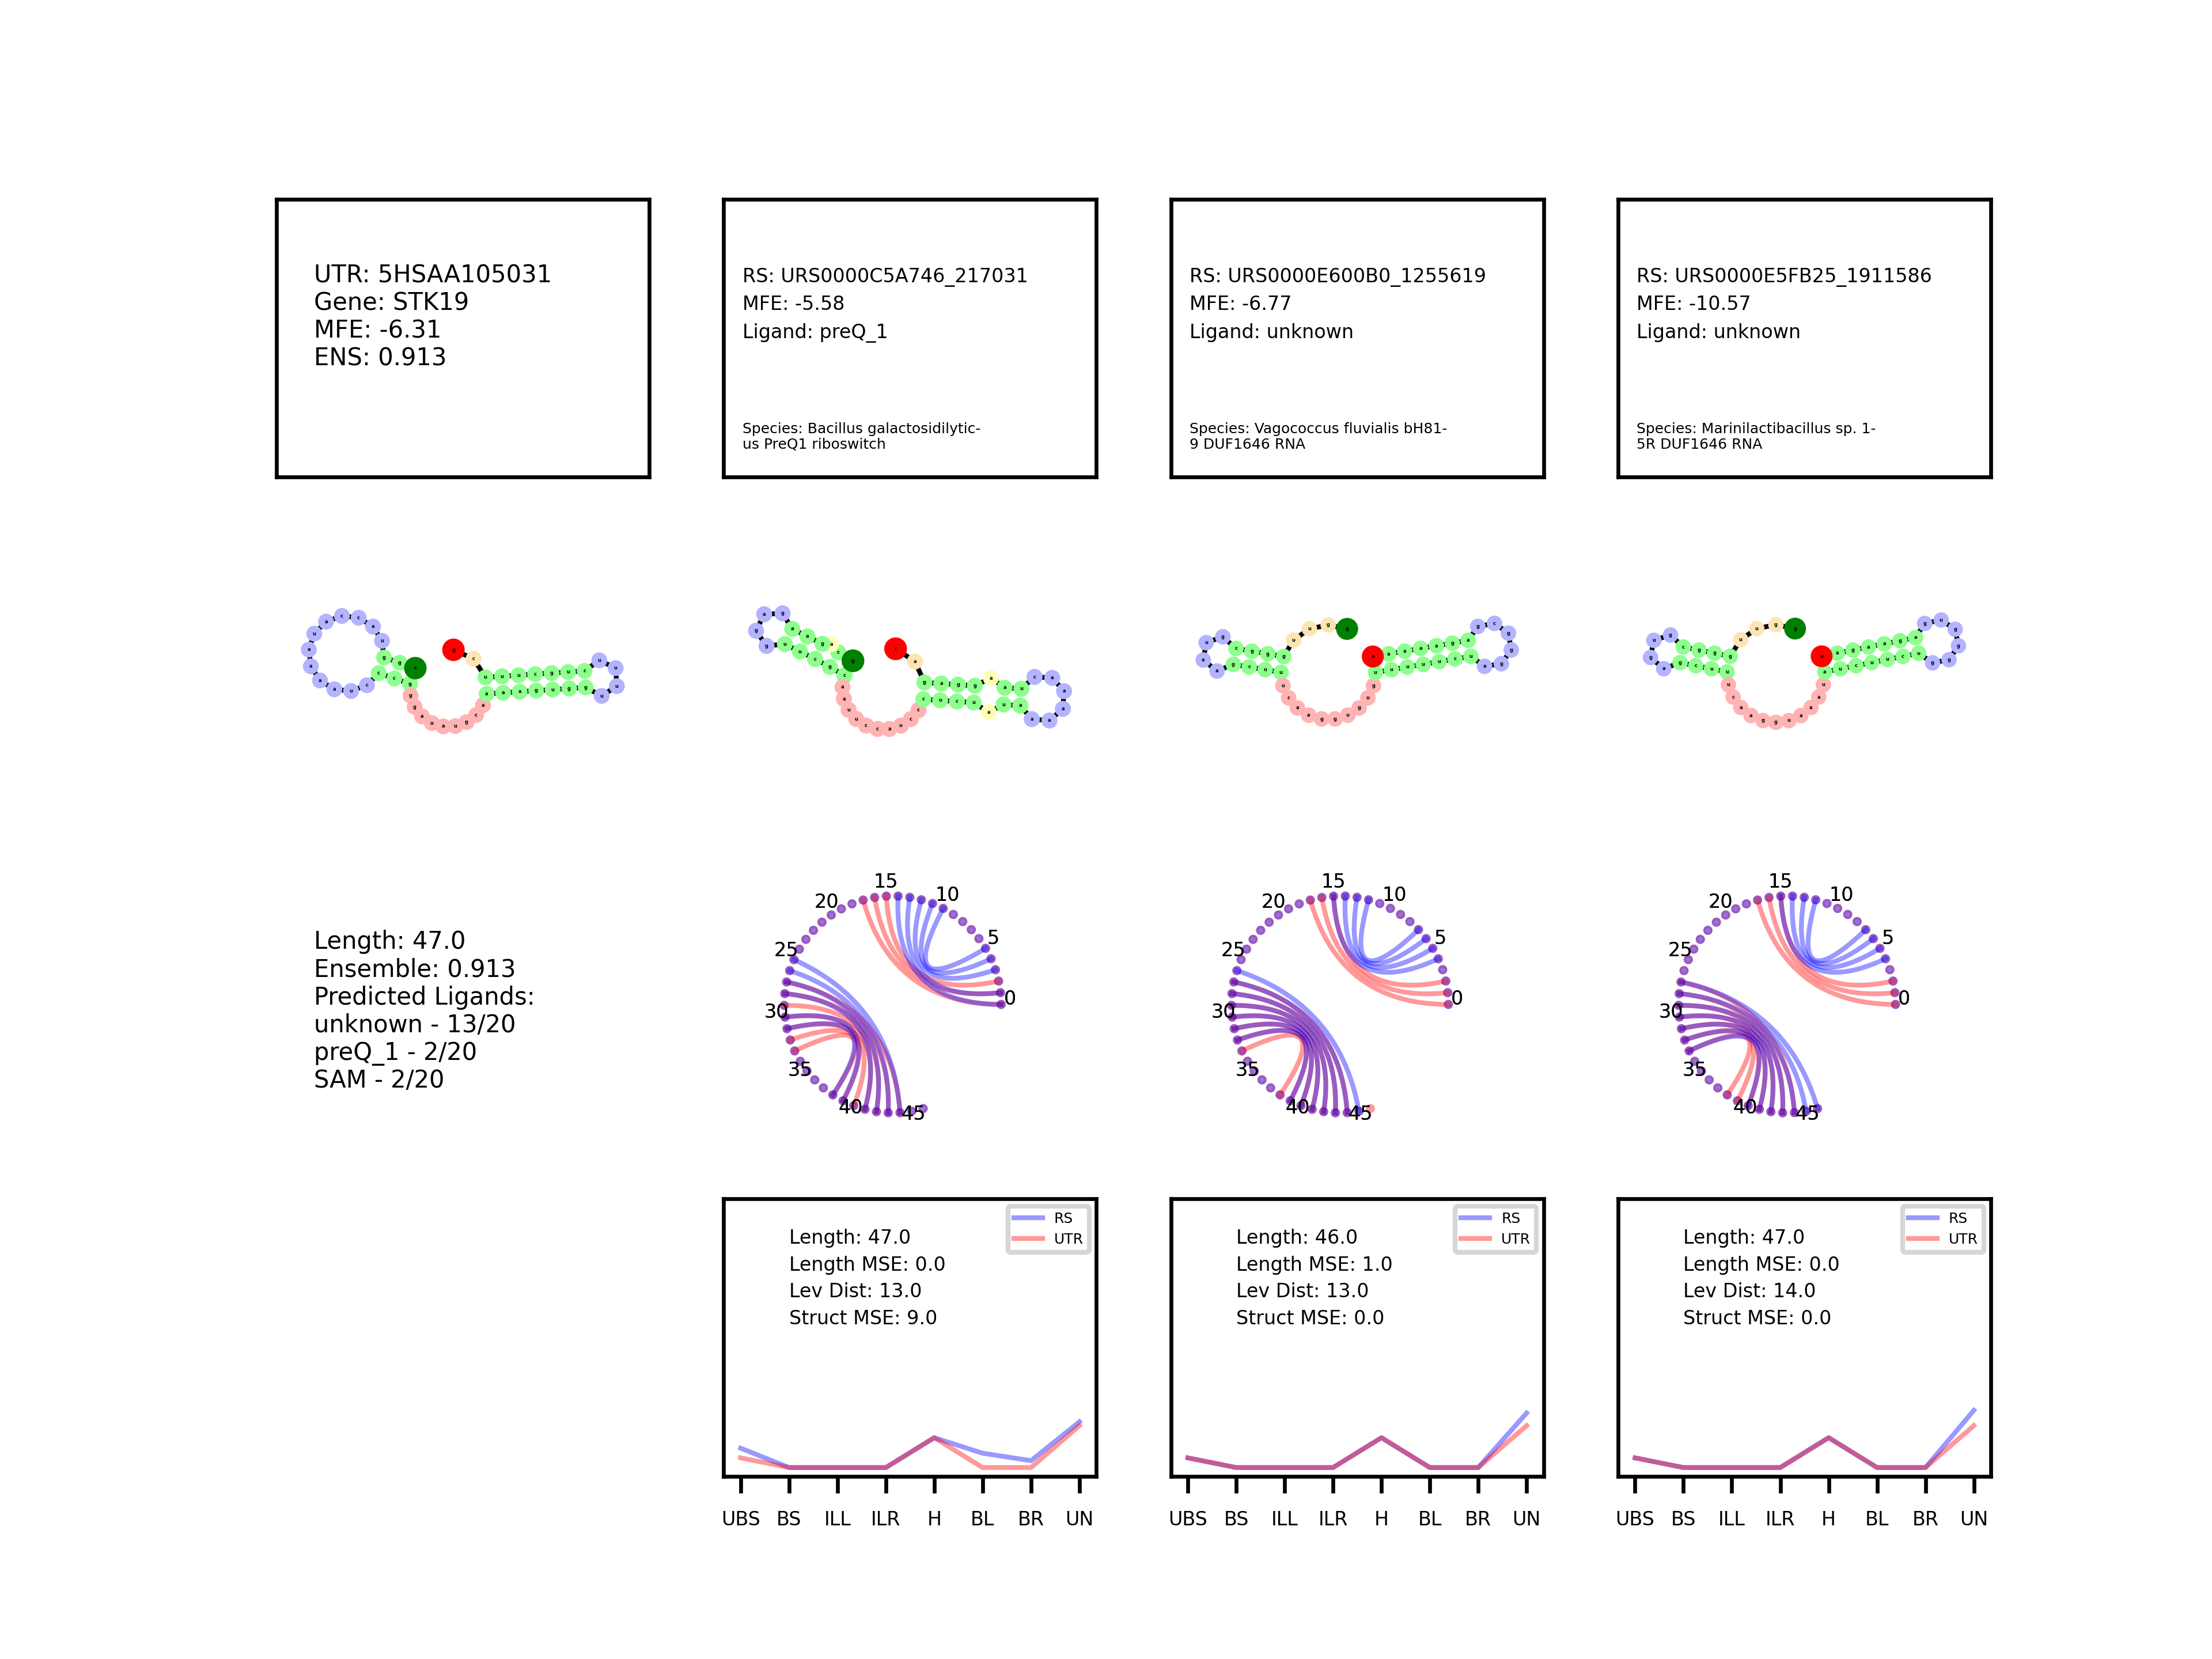 UTR: 5HSAA105031
Gene: STK19
MFE: -6.31
ENS: 0.913
RS: URS0000C5A746_217031
MFE: -5.58
Ligand: preQ_1
Species: Bacillus galactosidilytic-
us PreQ1 riboswitch
RS: URS0000E600B0_1255619
MFE: -6.77
Ligand: unknown
Species: Vagococcus fluvialis bH81-
9 DUF1646 RNA
RS: URS0000E5FB25_1911586
MFE: -10.57
Ligand: unknown
Species: Marinilactibacillus sp. 1-
5R DUF1646 RNA
Length: 47.0
Ensemble: 0.913
Predicted Ligands:
unknown - 13/20
preQ_1 - 2/20
SAM - 2/20
0
5
10
15
20
25
30
35
40
45
0
5
10
15
20
25
30
35
40
45
0
5
10
15
20
25
30
35
40
45
RS
UTR
Length: 47.0
Length MSE: 0.0
Lev Dist: 13.0
Struct MSE: 9.0
UBS BS ILL ILR H BL BR UN
RS
UTR
Length: 46.0
Length MSE: 1.0
Lev Dist: 13.0
Struct MSE: 0.0
UBS BS ILL ILR H BL BR UN
RS
UTR
Length: 47.0
Length MSE: 0.0
Lev Dist: 14.0
Struct MSE: 0.0
UBS BS ILL ILR H BL BR UN